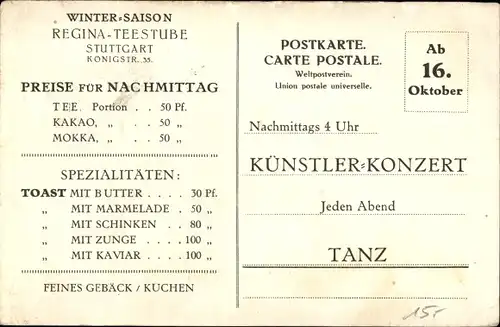 WINTER=SAISON
REGINA-TEESTUBE
STUTTGART
KÖNIGSTR. 35.
PREISE FÜR NACHMITTAG
TEE, Portion . . 50 Pf.
KAKAO, „ . . 50 „
MOKKA, „ . . 50 „
SPEZIALITÄTEN:
TOAST MIT BUTTER . . . . 30 Pf.
„ MIT MARMELADE . 50 „
„ MIT SCHINKEN . . 80 „
„ MIT ZUNGE . . . . 100 „
„ MIT KAVIAR . . . 100 „
FEINES GEBÄCK / KUCHEN
POSTKARTE.
CARTE POSTALE.
Weltpostverein.
Union postale universelle.
Ab
16.
Oktober
Nachmittags 4 Uhr
KÜNSTLER=KONZERT
Jeden Abend
TANZ
15,-